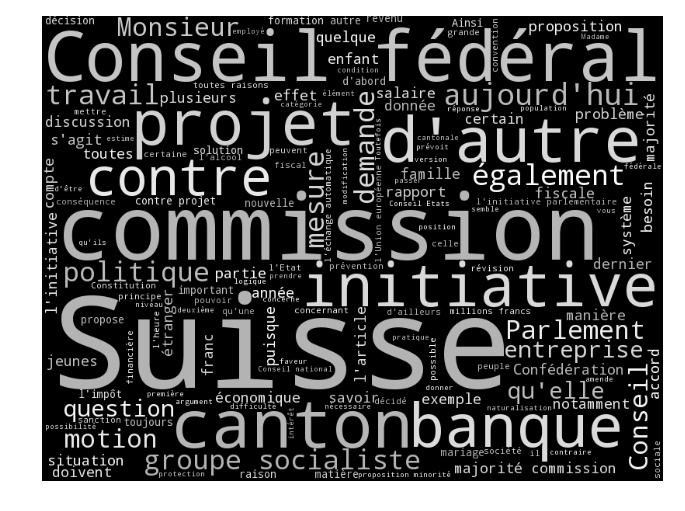 décision
Monsieur
employé
formation
autre
revenu
Ainsi
grande
convention
proposition
Madame
quelque
Conseil fédéral
enfant
condition
travail
plusieurs
toutes raisons
effet
d'abord
salaire
donnée
aujourd'hui
catégorie
élément
réponse
population
certain
problème
majorité
mettre
discussion
projet
demande
d'autre
s'agit
estime
toutes
certaine
solution
l'alcool
peuvent
cantonale
prévoit
version
fédérale
compte
d'être
conséquence
contre
contre projet
fiscal
nouvelle
mesure
l'échange automatique
modification
l'Union européenne
Toutefois
famille
passer
rapport
Conseil Etats
également
fiscale
l'initiative parlementaire
vous
besoin
système
l'initiative
qu'ils
commission
position
celle
semble
politique
partie
l'Etat
prendre
prévention
révision
dernier
Constitution
principe
niveau
important
pouvoir
deuxième
étranger
logique
concerne
année
qu'une
concernant
initiative
d'ailleurs
millions francs
manière
propose
l'heure
Suisse
franc
puisque
l'article
pratique
possible
Parlement
entreprise
peuple
Confédération
accord
jeunes
financière
faveur
Conseil national
l'impôt
première
argument
économique
difficulté
savoir
nécessaire
décidé
donner
exemple
qu'elle
amende
naturalisation
notamment
question
sanction
toujours
possibilité
motion
canton
intérêt
banque
Conseil
sociale
situation
doivent
groupe socialiste
protection
raison
matière
proposition minorité
mariage
société
il
contraire
majorité commission